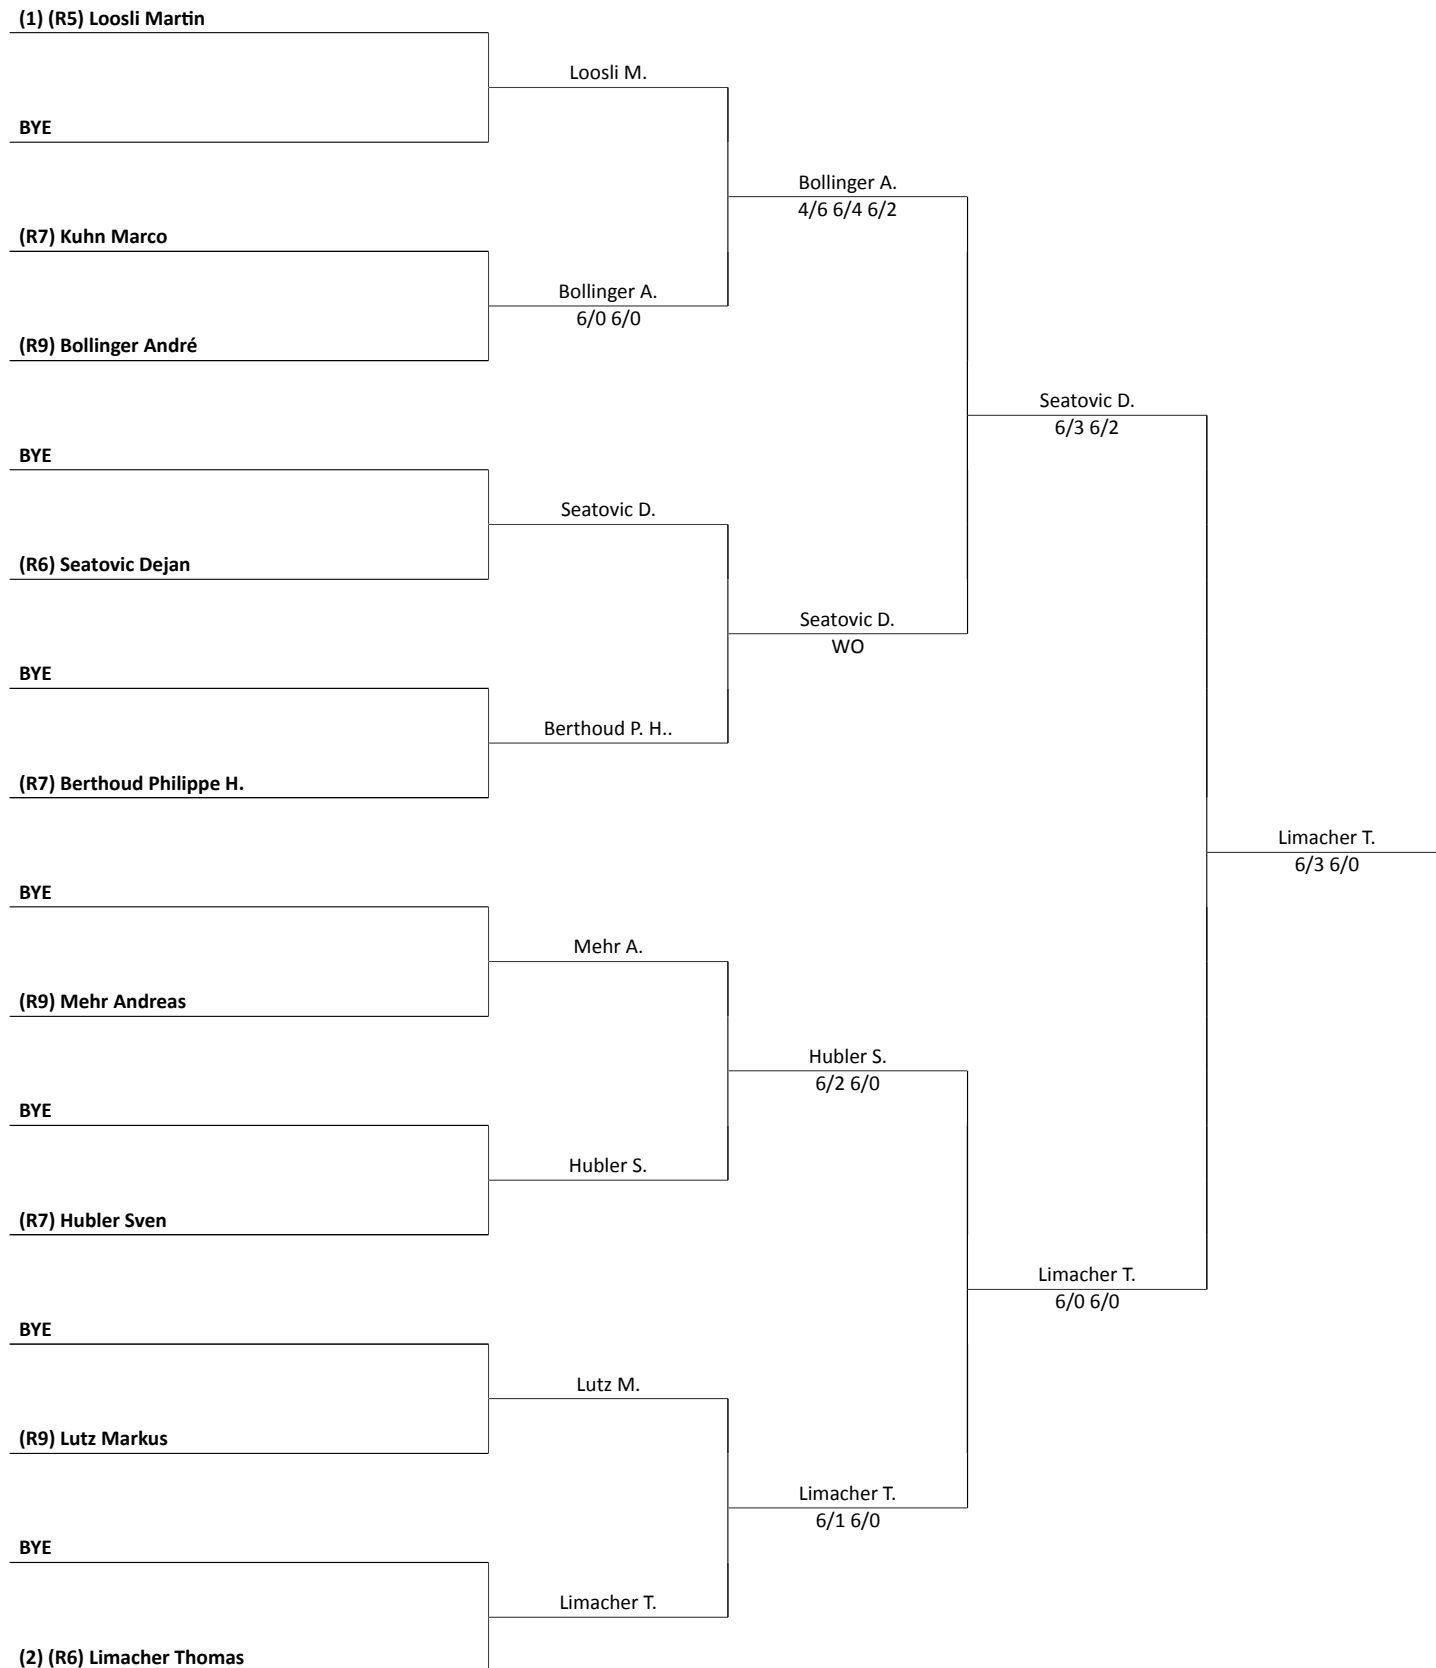 (1) (R5) Loosli Martin
Loosli M.
BYE
Bollinger A.
4/6 6/4 6/2
(R7) Kuhn Marco
Bollinger A.
6/0 6/0
(R9) Bollinger André
Seatovic D.
6/3 6/2
BYE
Seatovic D.
(R6) Seatovic Dejan
Seatovic D.
WO
BYE
Berthoud P. H..
(R7) Berthoud Philippe H.
Limacher T.
6/3 6/0
BYE
Mehr A.
(R9) Mehr Andreas
Hubler S.
6/2 6/0
BYE
Hubler S.
(R7) Hubler Sven
Limacher T.
6/0 6/0
BYE
Lutz M.
(R9) Lutz Markus
Limacher T.
6/1 6/0
BYE
Limacher T.
(2) (R6) Limacher Thomas